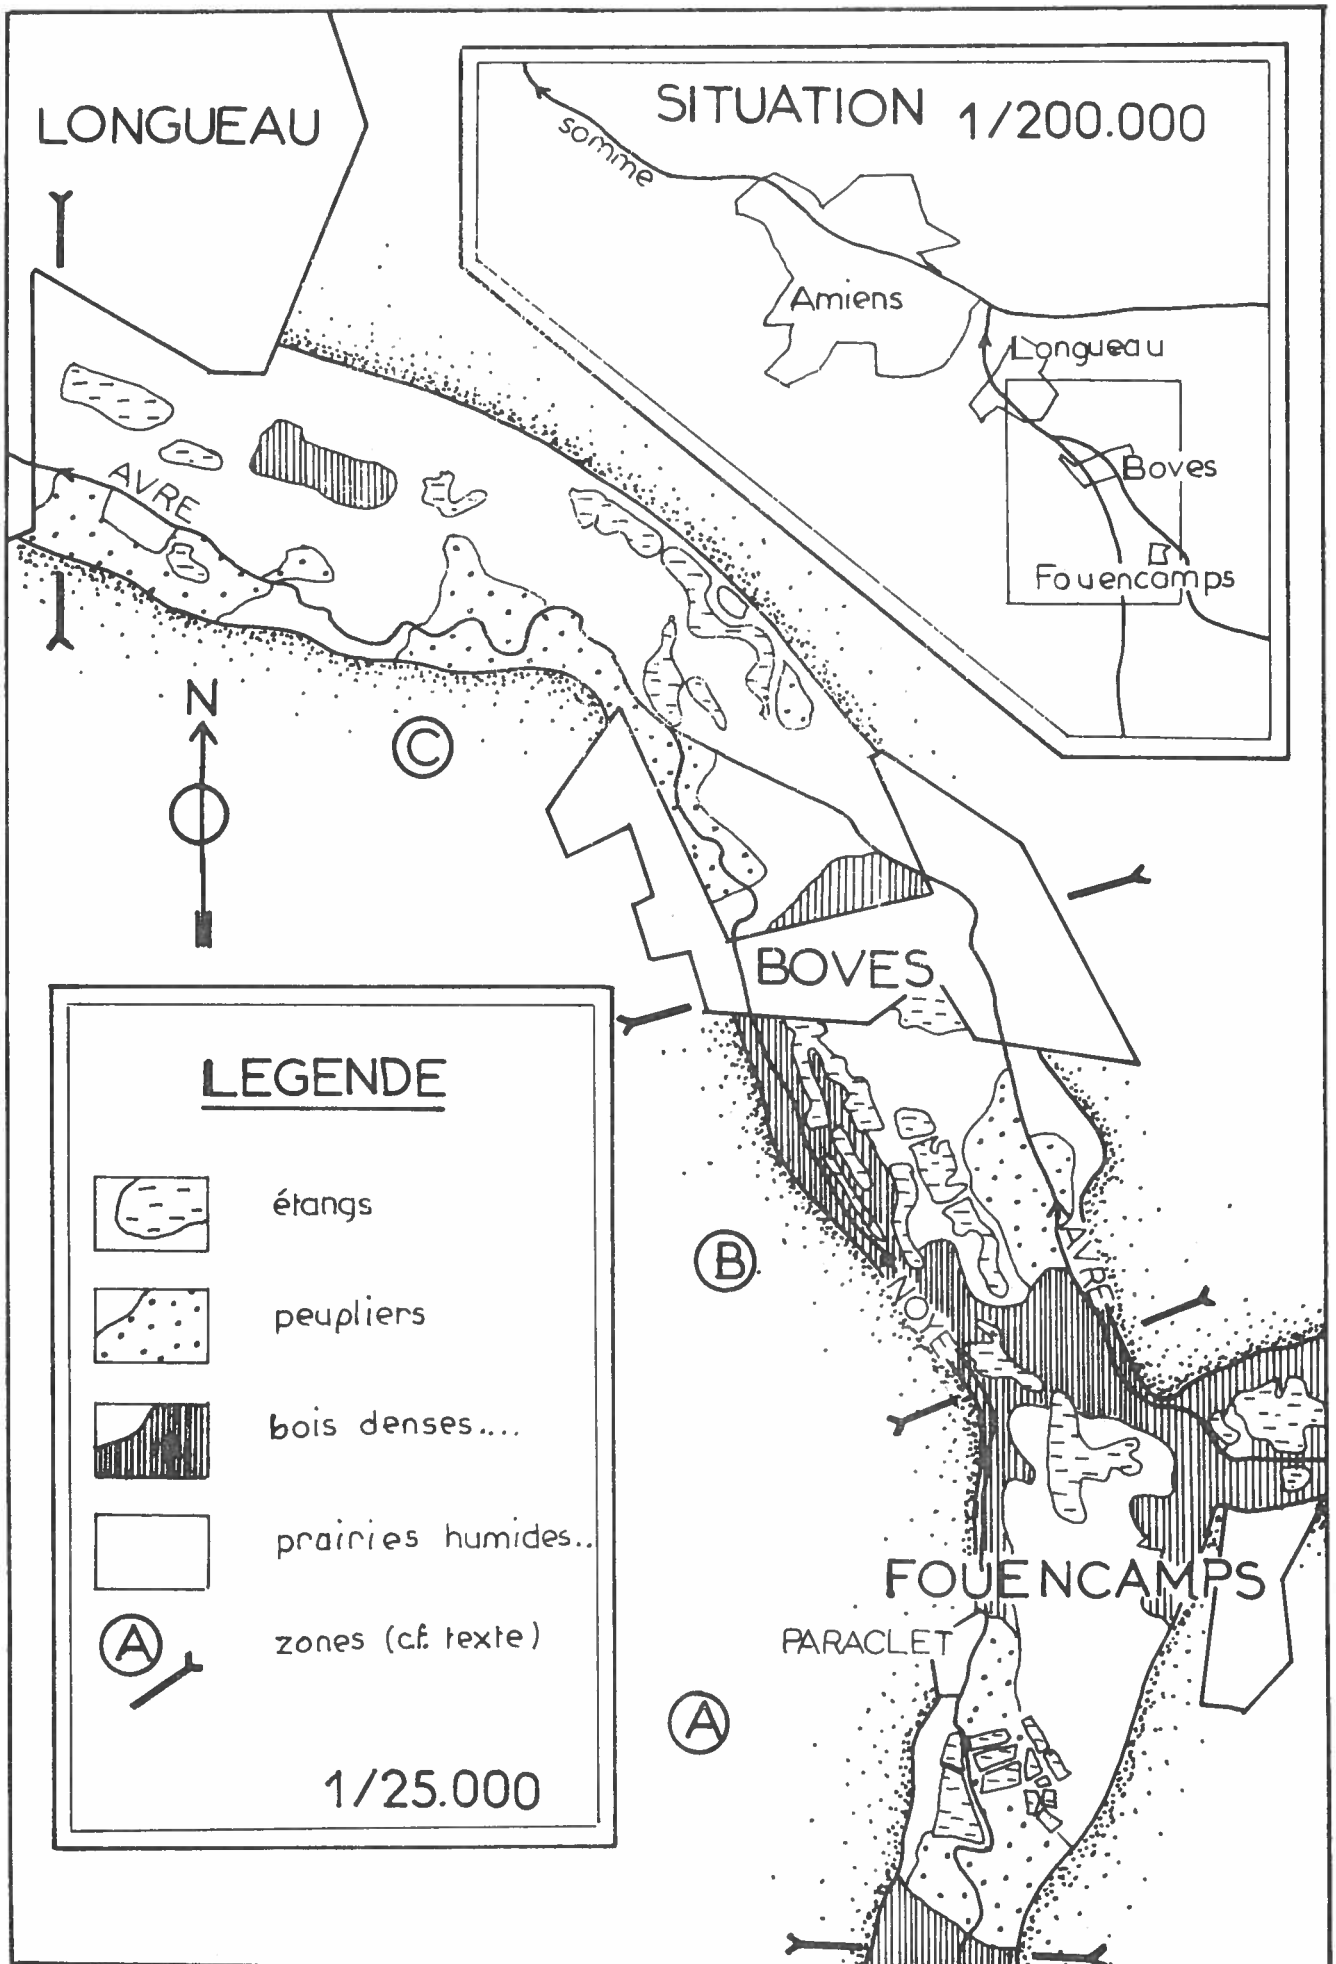 LONGUEAU
SITUATION 1/200.000
somme
Amiens
Longueau
Boves
Fouencamps
AVRE
N
C
BOVES
B
AVRE
NOYE
FOUENCAMPS
PARACLET
A
LEGENDE
étangs
peupliers
bois denses....
prairies humides..
A
zones (cf. texte)
1/25.000